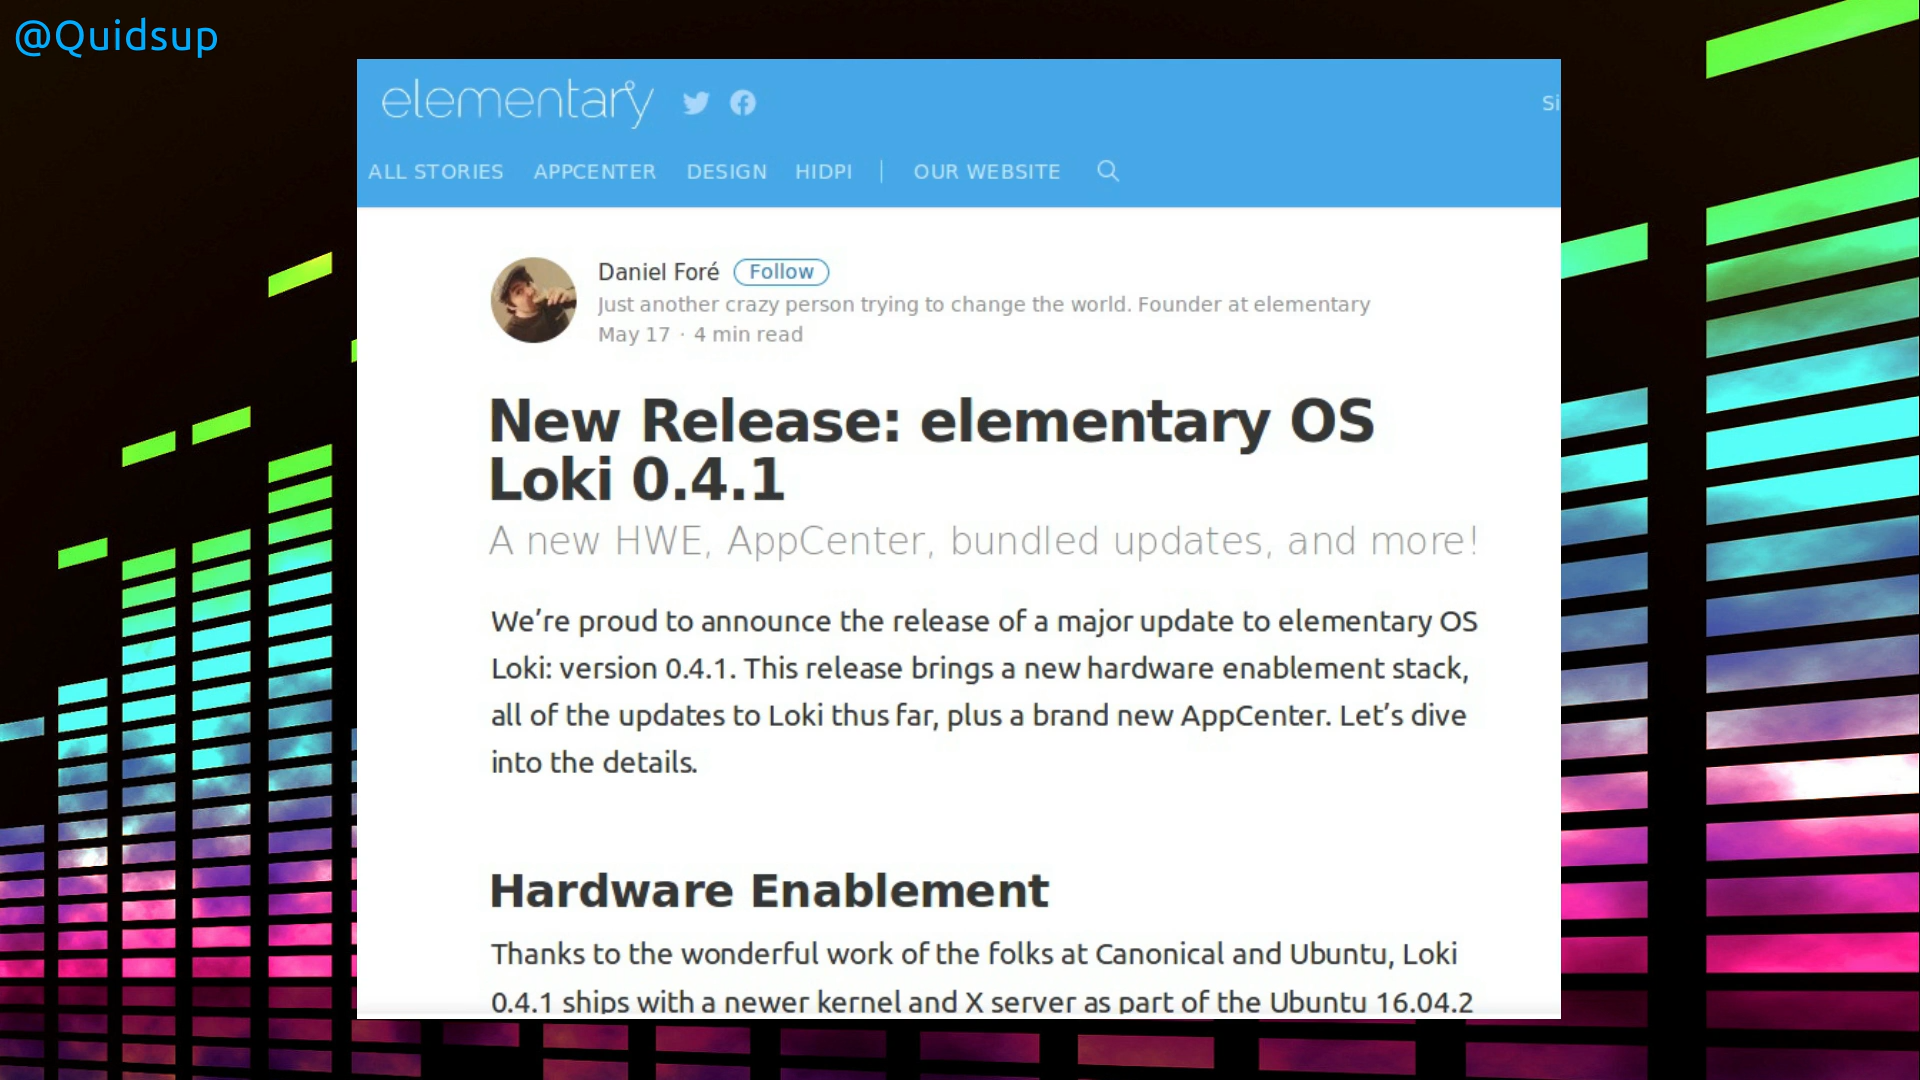 @Quidsup
elementary
Si
ALL STORIES APPCENTER DESIGN HIDPI | OUR WEBSITE
Daniel Foré Follow
Just another crazy person trying to change the world. Founder at elementary
May 17 · 4 min read
New Release: elementary OS
Loki 0.4.1
A new HWE, AppCenter, bundled updates, and more!
We’re proud to announce the release of a major update to elementary OS
Loki: version 0.4.1. This release brings a new hardware enablement stack,
all of the updates to Loki thus far, plus a brand new AppCenter. Let’s dive
into the details.
Hardware Enablement
Thanks to the wonderful work of the folks at Canonical and Ubuntu, Loki
0.4.1 ships with a newer kernel and X server as part of the Ubuntu 16.04.2